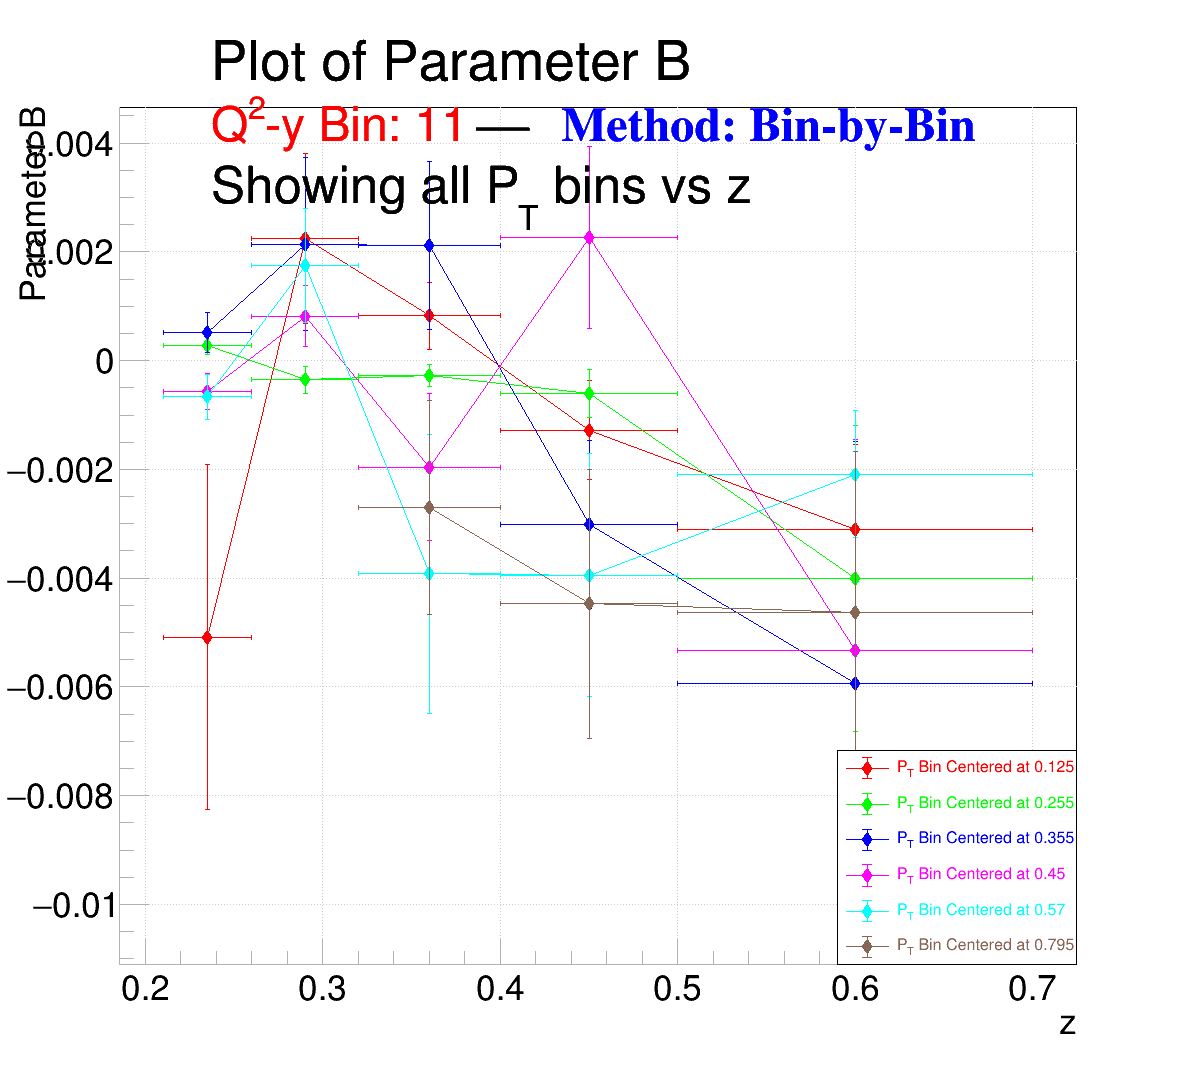 Plot of Parameter B
Q²-y Bin: 11 — Method: Bin-by-Bin
Showing all P_T bins vs z
Parameter B
0.004
0.002
0
−0.002
−0.004
−0.006
−0.008
−0.01
0.2 0.3 0.4 0.5 0.6 0.7
z
P_T Bin Centered at 0.125
P_T Bin Centered at 0.255
P_T Bin Centered at 0.355
P_T Bin Centered at 0.45
P_T Bin Centered at 0.57
P_T Bin Centered at 0.795